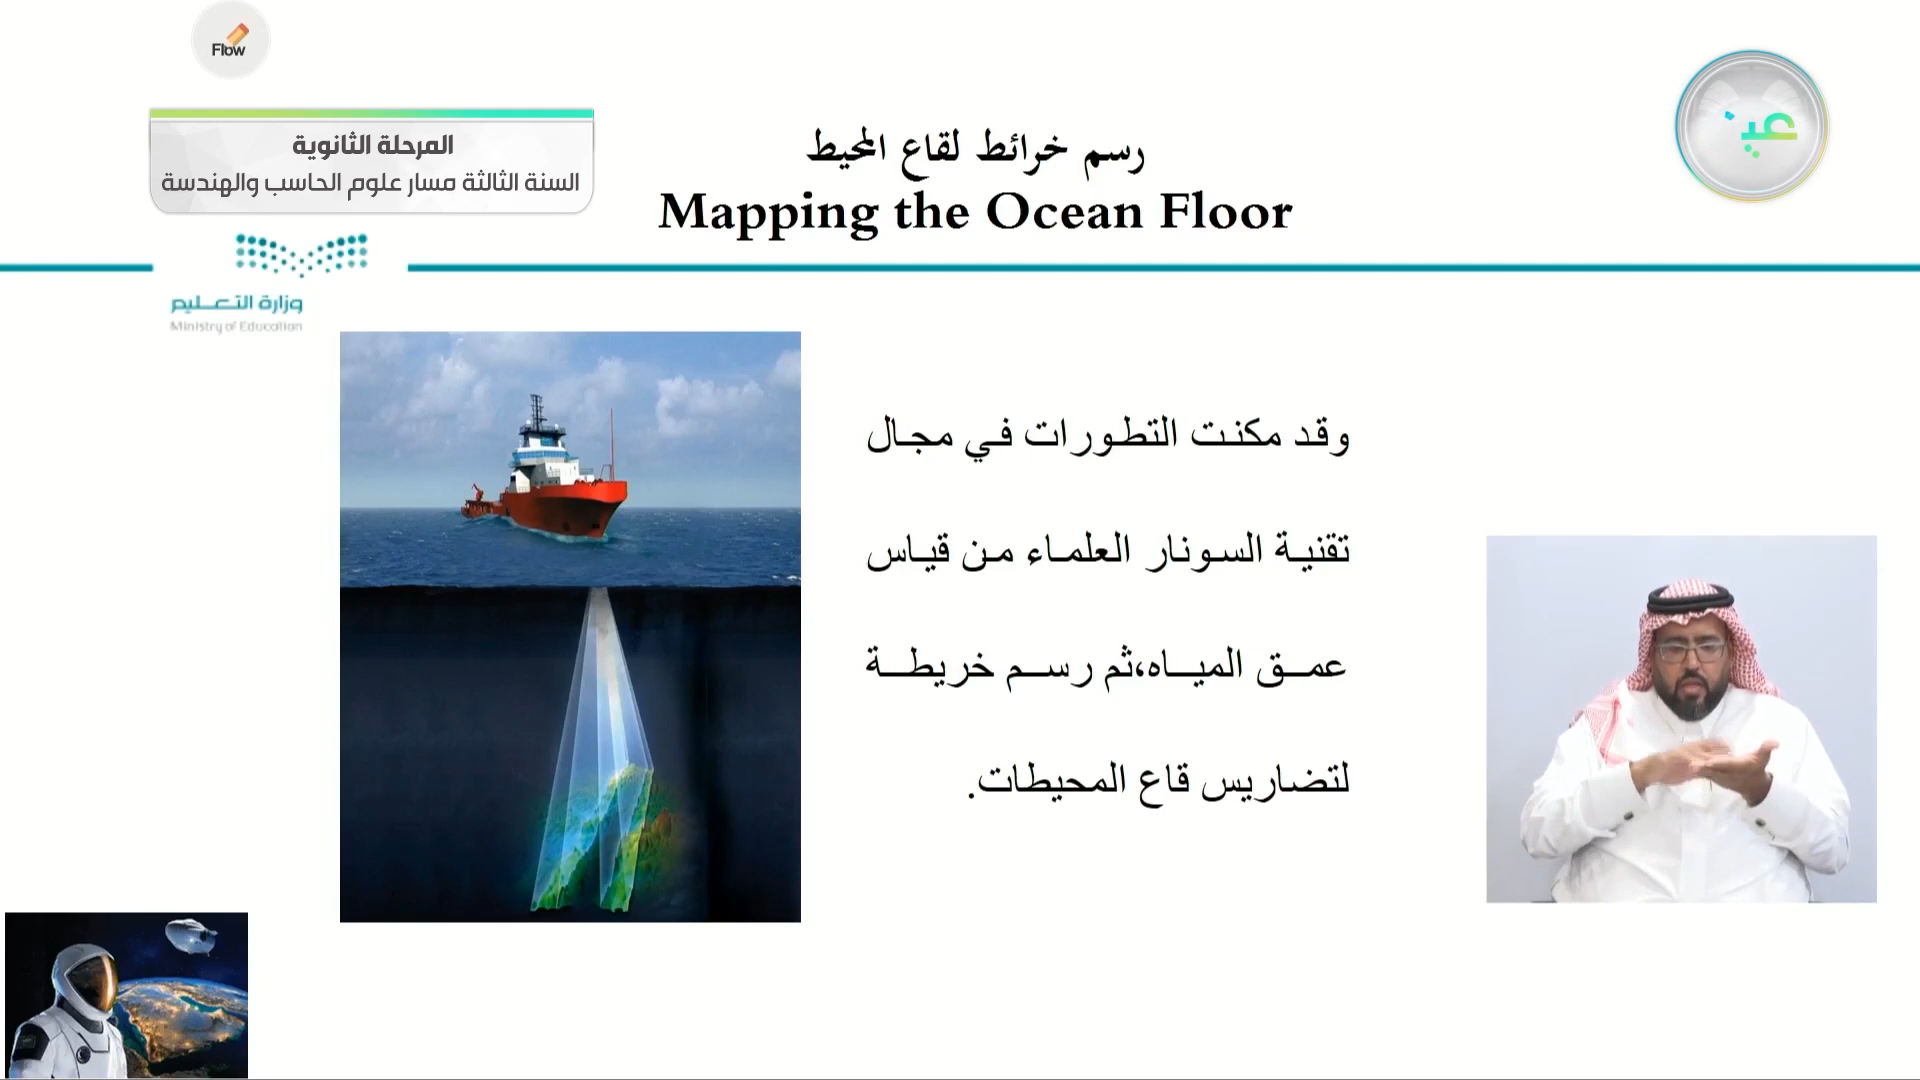 Flow
المرحلة الثانوية
السنة الثالثة مسار علوم الحاسب والهندسة
رسم خرائط لقاع المحيط
Mapping the Ocean Floor
عين
وزارة التعليم
Ministry of Education
وقد مكنت التطورات في مجال
تقنية السونار العلماء من قياس
عمق المياه،ثم رسم خريطة
لتضاريس قاع المحيطات.